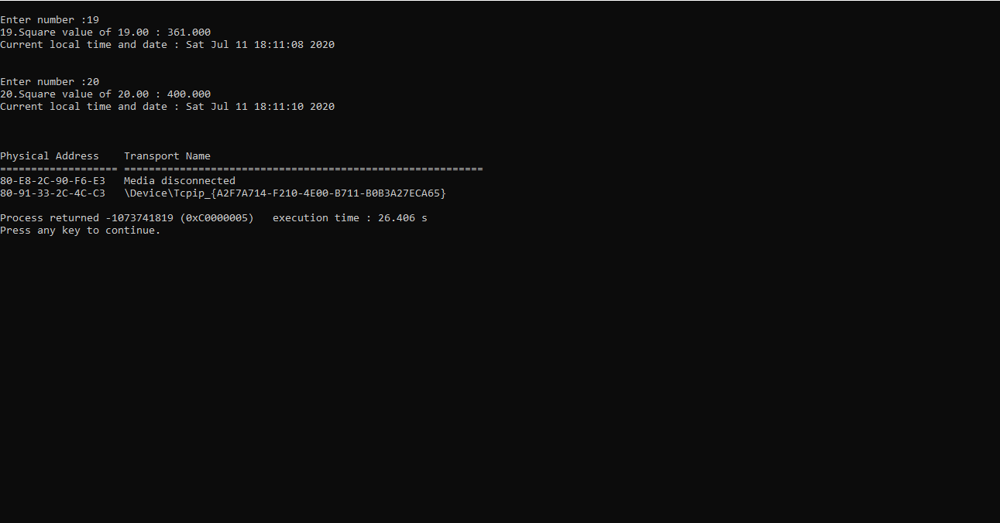 Enter number :19
19.Square value of 19.00 : 361.000
Current local time and date : Sat Jul 11 18:11:08 2020
Enter number :20
20.Square value of 20.00 : 400.000
Current local time and date : Sat Jul 11 18:11:10 2020
Physical Address    Transport Name
=================== ==========================================================
80-E8-2C-90-F6-E3   Media disconnected
80-91-33-2C-4C-C3   \Device\Tcpip_{A2F7A714-F210-4E00-B711-B0B3A27ECA65}
Process returned -1073741819 (0xC0000005)   execution time : 26.406 s
Press any key to continue.